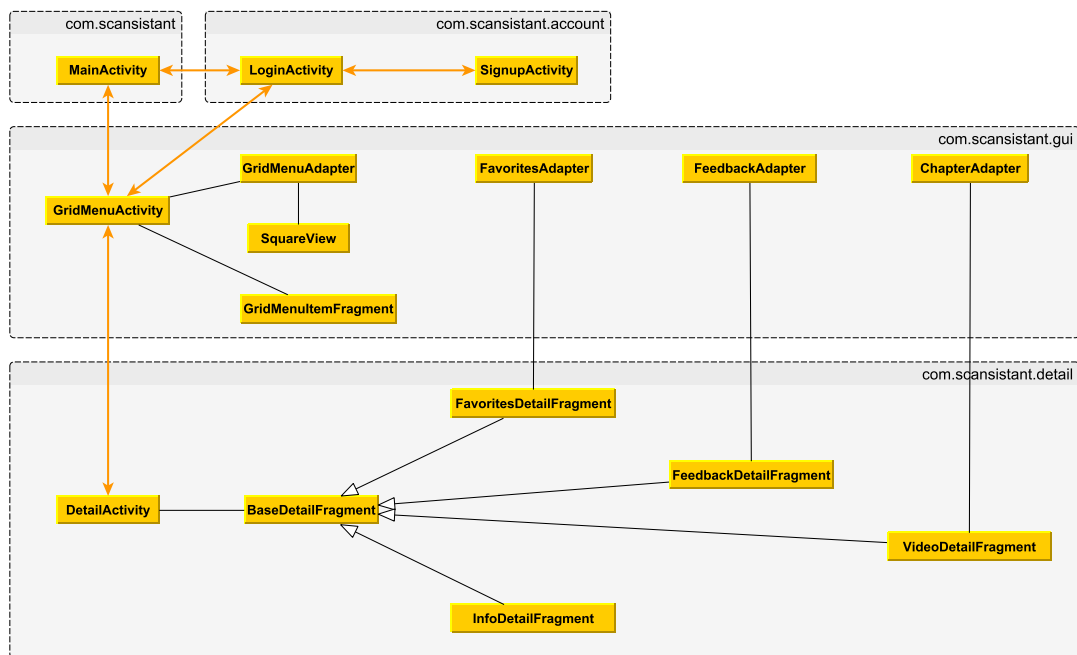 com.scansistant
com.scansistant.account
MainActivity
LoginActivity
SignupActivity
com.scansistant.gui
GridMenuAdapter
FavoritesAdapter
FeedbackAdapter
ChapterAdapter
GridMenuActivity
SquareView
GridMenuItemFragment
com.scansistant.detail
FavoritesDetailFragment
FeedbackDetailFragment
DetailActivity
BaseDetailFragment
VideoDetailFragment
InfoDetailFragment